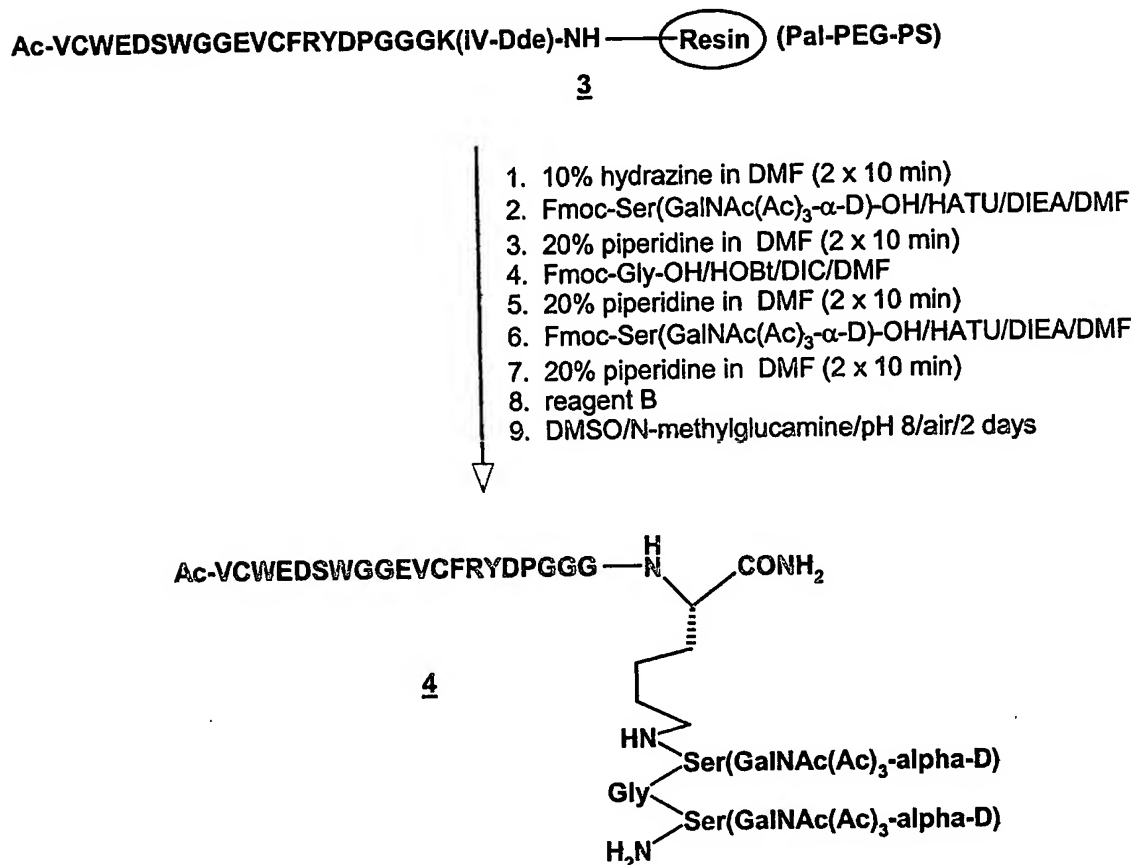 Ac-VCWEDSWGGEVCFRYDPGGGK(iV-Dde)-NH Resin (Pal-PEG-PS)
3
1. 10% hydrazine in DMF (2 x 10 min)
2. Fmoc-Ser(GalNAc(Ac)3-α-D)-OH/HATU/DIEA/DMF
3. 20% piperidine in DMF (2 x 10 min)
4. Fmoc-Gly-OH/HOBt/DIC/DMF
5. 20% piperidine in DMF (2 x 10 min)
6. Fmoc-Ser(GalNAc(Ac)3-α-D)-OH/HATU/DIEA/DMF
7. 20% piperidine in DMF (2 x 10 min)
8. reagent B
9. DMSO/N-methylglucamine/pH 8/air/2 days
H
Ac-VCWEDSWGGEVCFRYDPGGG N CONH2
4
HN
Ser(GalNAc(Ac)3-alpha-D)
Gly
Ser(GalNAc(Ac)3-alpha-D)
H2N